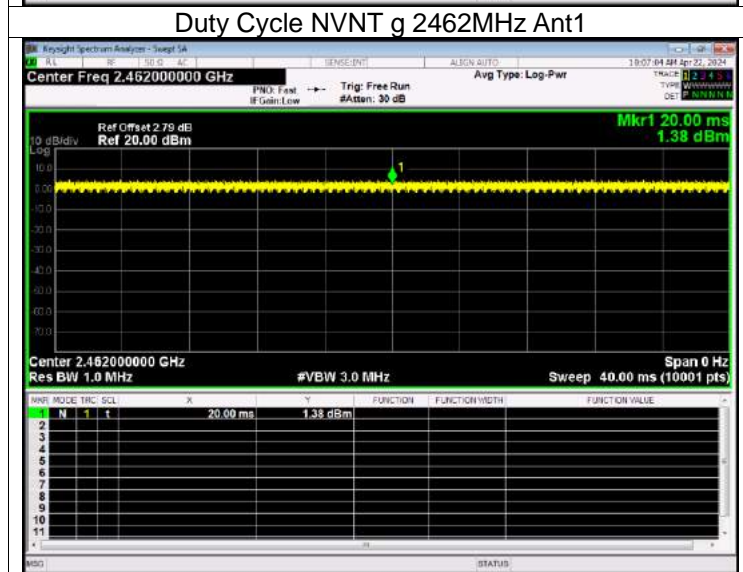 Duty Cycle NVNT g 2462MHz Ant1
Keysight Spectrum Analyzer - Swept SA
RL RF 50 Ω AC SENSE:INT ALIGN AUTO 10:07:04 AM Apr 22, 2024
Center Freq 2.462000000 GHz
PNO: Fast Trig: Free Run
IFGain:Low #Atten: 30 dB
Avg Type: Log-Pwr
TRACE 1 2 3 4 5 6
TYPE WWWWWW
DET P N N N N N
Mkr1 20.00 ms
1.38 dBm
Ref Offset 2.79 dB
10 dB/div Ref 20.00 dBm
Log
10.0
0.00
-10.0
-20.0
-30.0
-40.0
-50.0
-60.0
-70.0
1
Center 2.462000000 GHz Span 0 Hz
Res BW 1.0 MHz #VBW 3.0 MHz Sweep 40.00 ms (10001 pts)
MKR MODE TRC SCL X Y FUNCTION FUNCTION WIDTH FUNCTION VALUE
1 N 1 t 20.00 ms 1.38 dBm
2
3
4
5
6
7
8
9
10
11
MSG STATUS